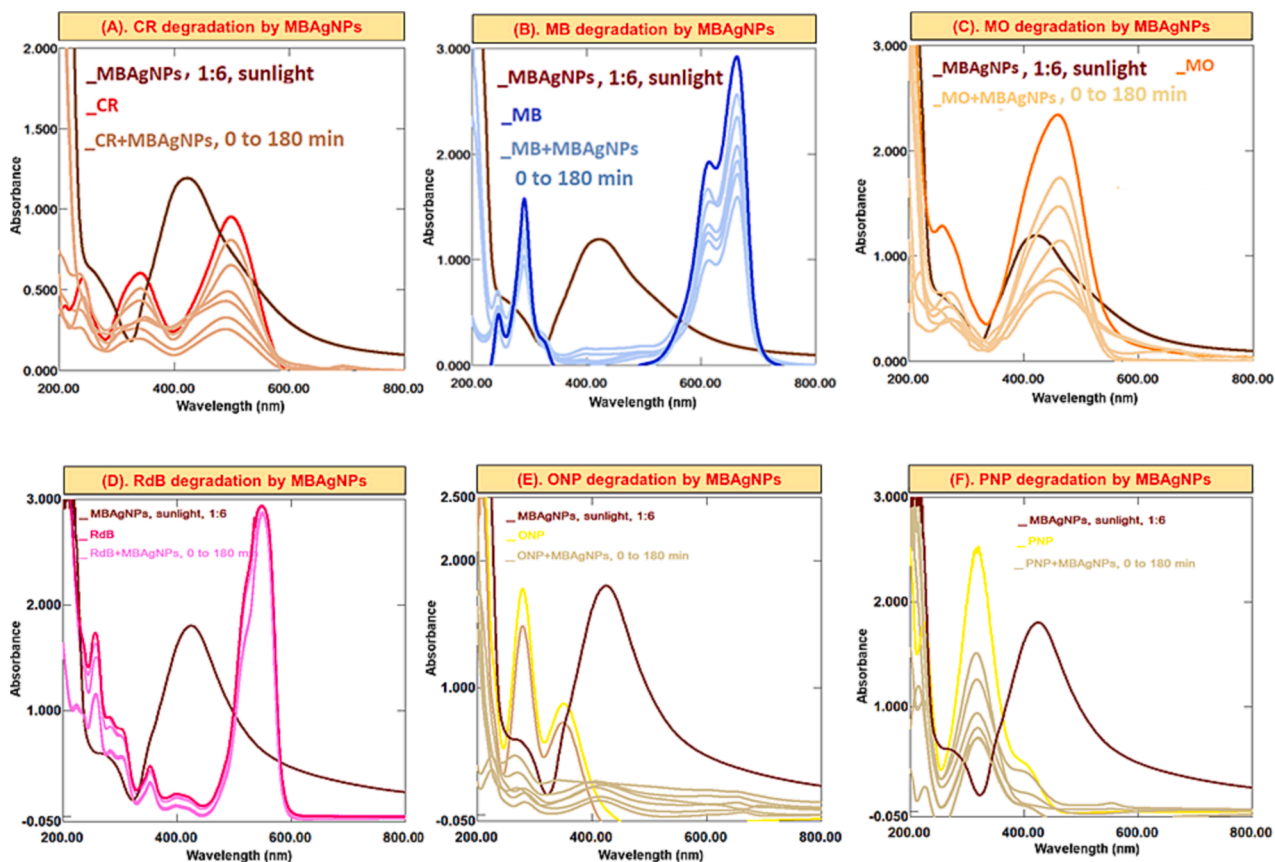 (A). CR degradation by MBAgNPs
2.000
_MBAgNPs, 1:6, sunlight
_CR
1.500
_CR+MBAgNPs, 0 to 180 min
Absorbance
1.000
0.500
0.000
200.00 400.00 600.00 800.00
Wavelength (nm)
(B). MB degradation by MBAgNPs
3.000
_MBAgNPs, 1:6, sunlight
_MB
_MB+MBAgNPs
0 to 180 min
2.000
Absorbance
1.000
0.000
200.00 400.00 600.00 800.00
Wavelength (nm)
(C). MO degradation by MBAgNPs
3.000
_MBAgNPs, 1:6, sunlight _MO
_MO+MBAgNPs, 0 to 180 min
2.000
Absorbance
1.000
0.000
200.00 400.00 600.00 800.00
Wavelength (nm)
(D). RdB degradation by MBAgNPs
3.000
_MBAgNPs, sunlight, 1:6
_RdB
_RdB+MBAgNPs, 0 to 180 min
2.000
Absorbance
1.000
-0.050
200.00 400.00 600.00 800.00
Wavelength (nm)
(E). ONP degradation by MBAgNPs
2.500
_MBAgNPs, sunlight, 1:6
_ONP
_ONP+MBAgNPs, 0 to 180 min
2.000
Absorbance
1.000
-0.050
200.00 400.00 600.00 800.00
Wavelength (nm)
(F). PNP degradation by MBAgNPs
3.000
_MBAgNPs, sunlight, 1:6
_PNP
_PNP+MBAgNPs, 0 to 180 min
2.000
Absorbance
1.000
-0.050
200.00 400.00 600.00 800.00
Wavelength (nm)